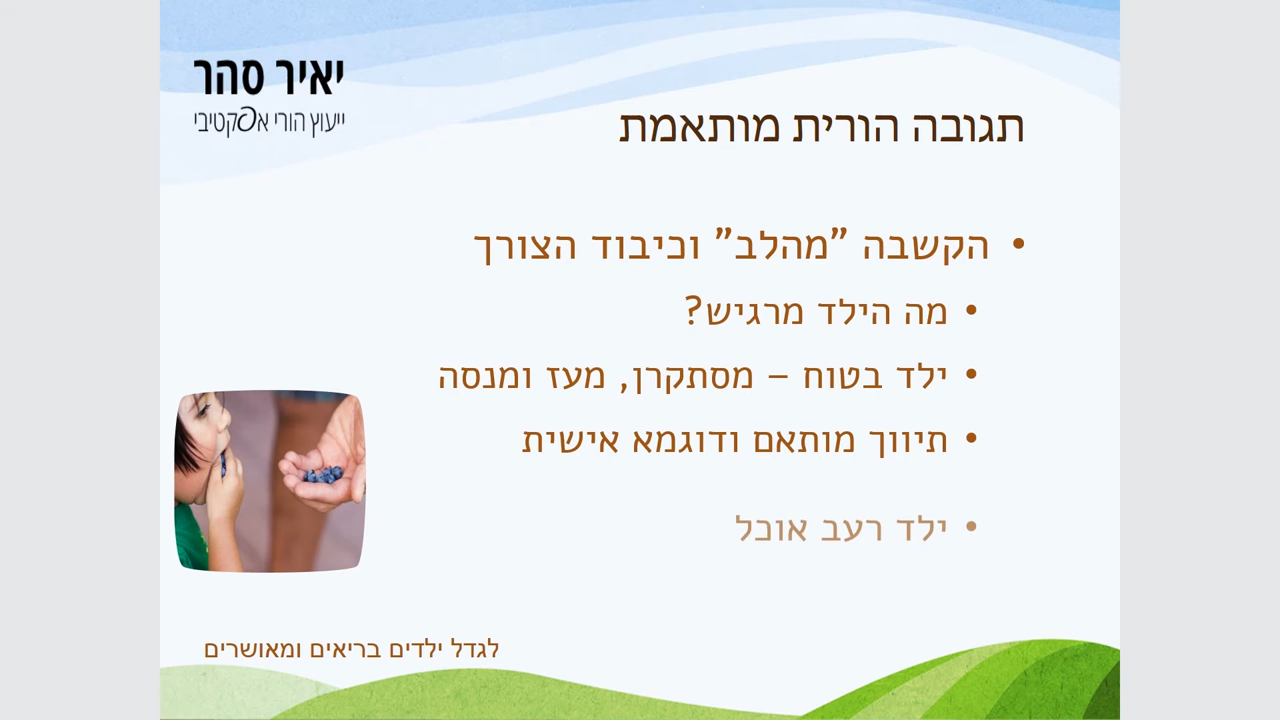 יאיר סהר
ייעוץ הורי אפקטיבי
תגובה הורית מותאמת
• הקשבה "מהלב" וכיבוד הצורך
• מה הילד מרגיש?
• ילד בטוח – מסתקרן, מעז ומנסה
• תיווך מותאם ודוגמא אישית
• ילד רעב אוכל
לגדל ילדים בריאים ומאושרים